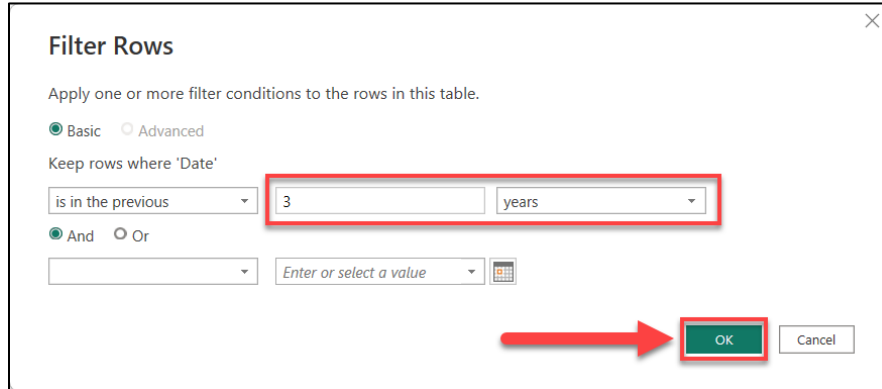 Filter Rows
Apply one or more filter conditions to the rows in this table.
Basic Advanced
Keep rows where 'Date'
is in the previous 3 years
And Or
Enter or select a value
OK Cancel